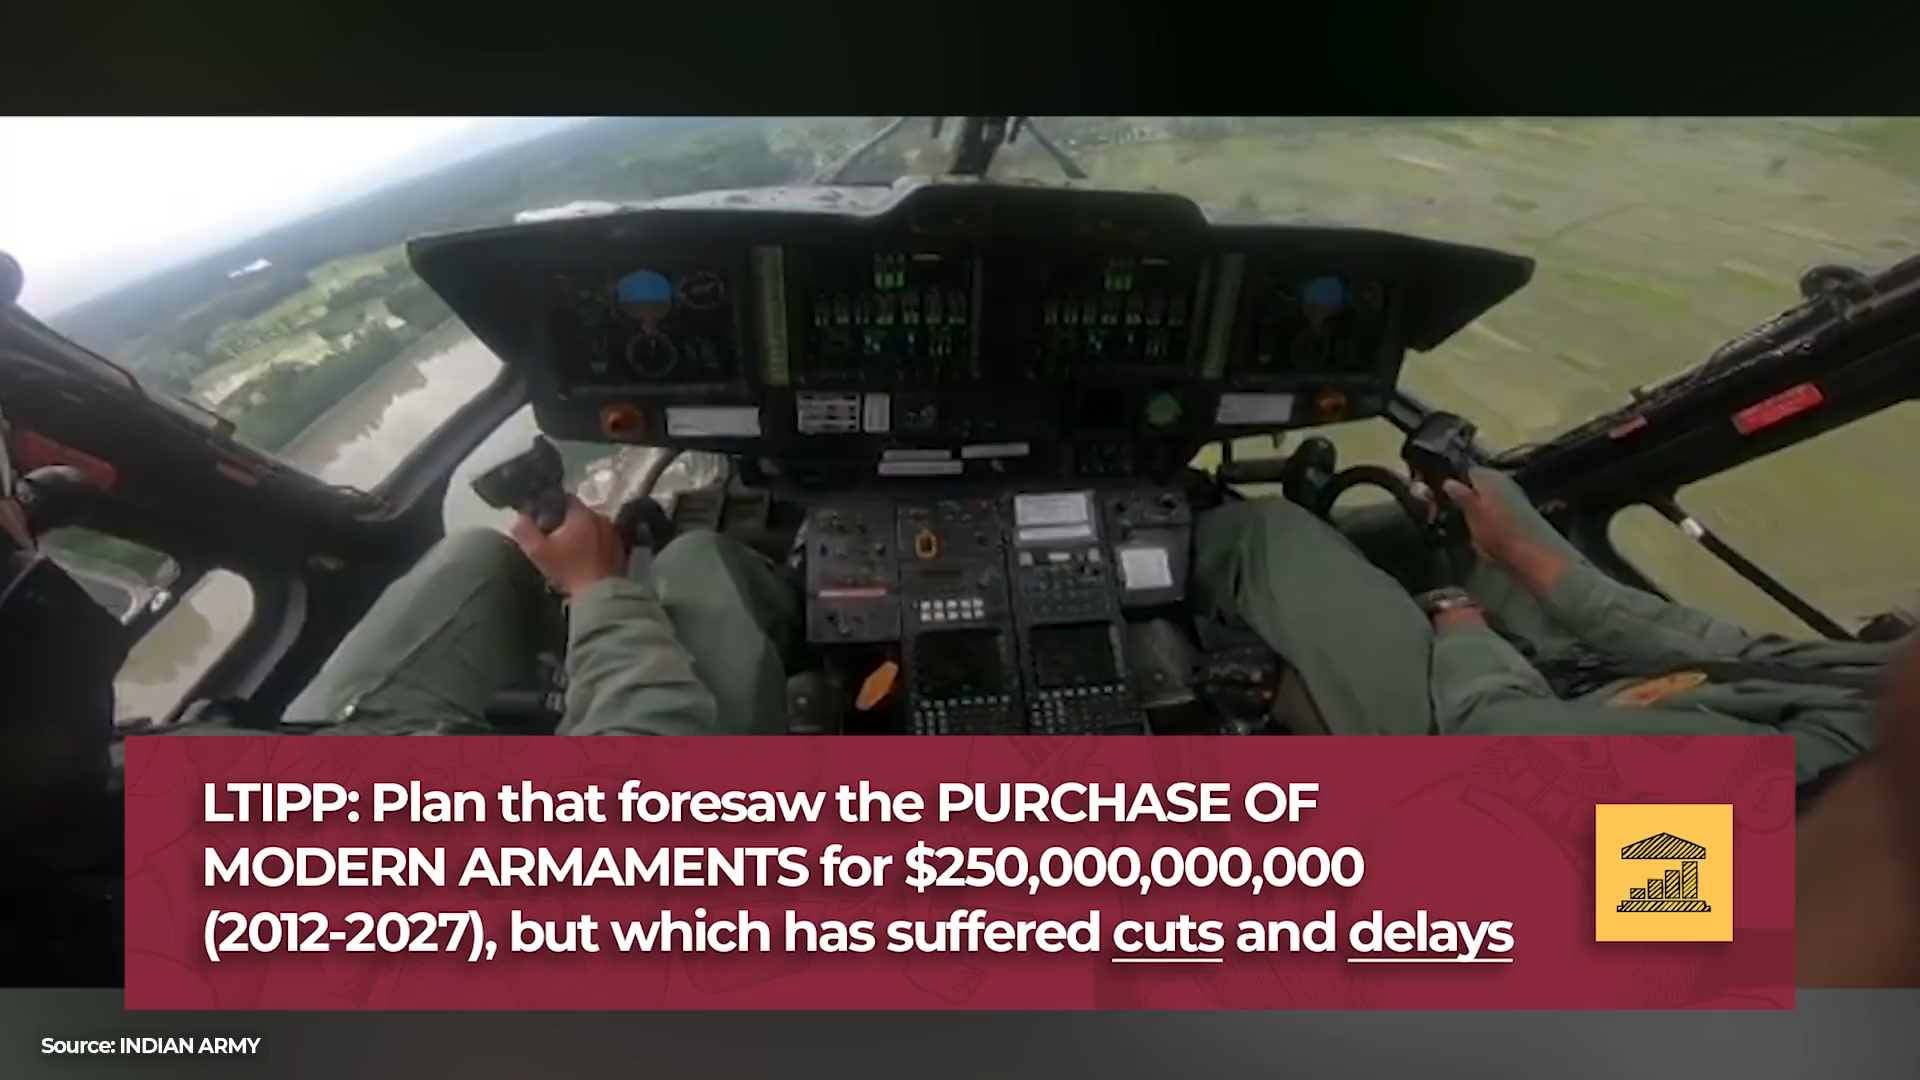 LTIPP: Plan that foresaw the PURCHASE OF
MODERN ARMAMENTS for $250,000,000,000
(2012-2027), but which has suffered cuts and delays
Source: INDIAN ARMY